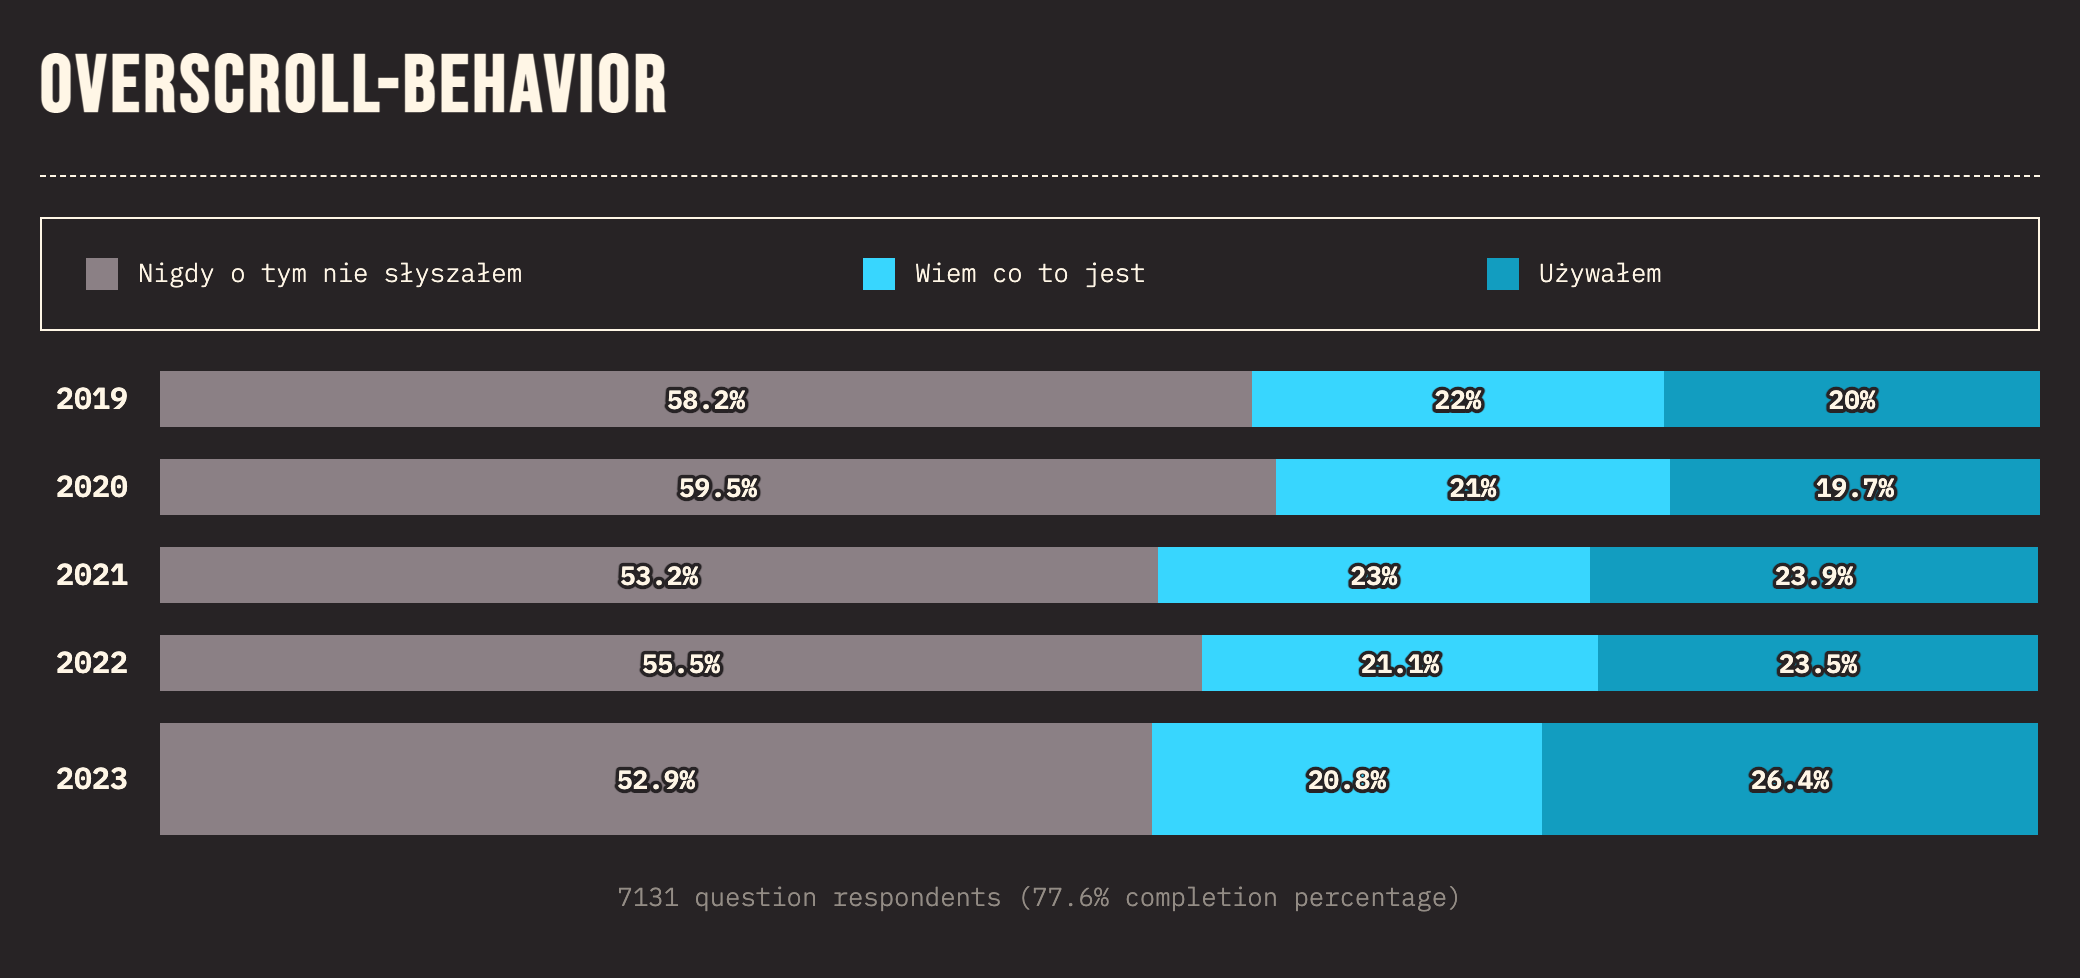 OVERSCROLL-BEHAVIOR
Nigdy o tym nie słyszałem Wiem co to jest Używałem
2019 58.2% 22% 20%
2020 59.5% 21% 19.7%
2021 53.2% 23% 23.9%
2022 55.5% 21.1% 23.5%
2023 52.9% 20.8% 26.4%
7131 question respondents (77.6% completion percentage)